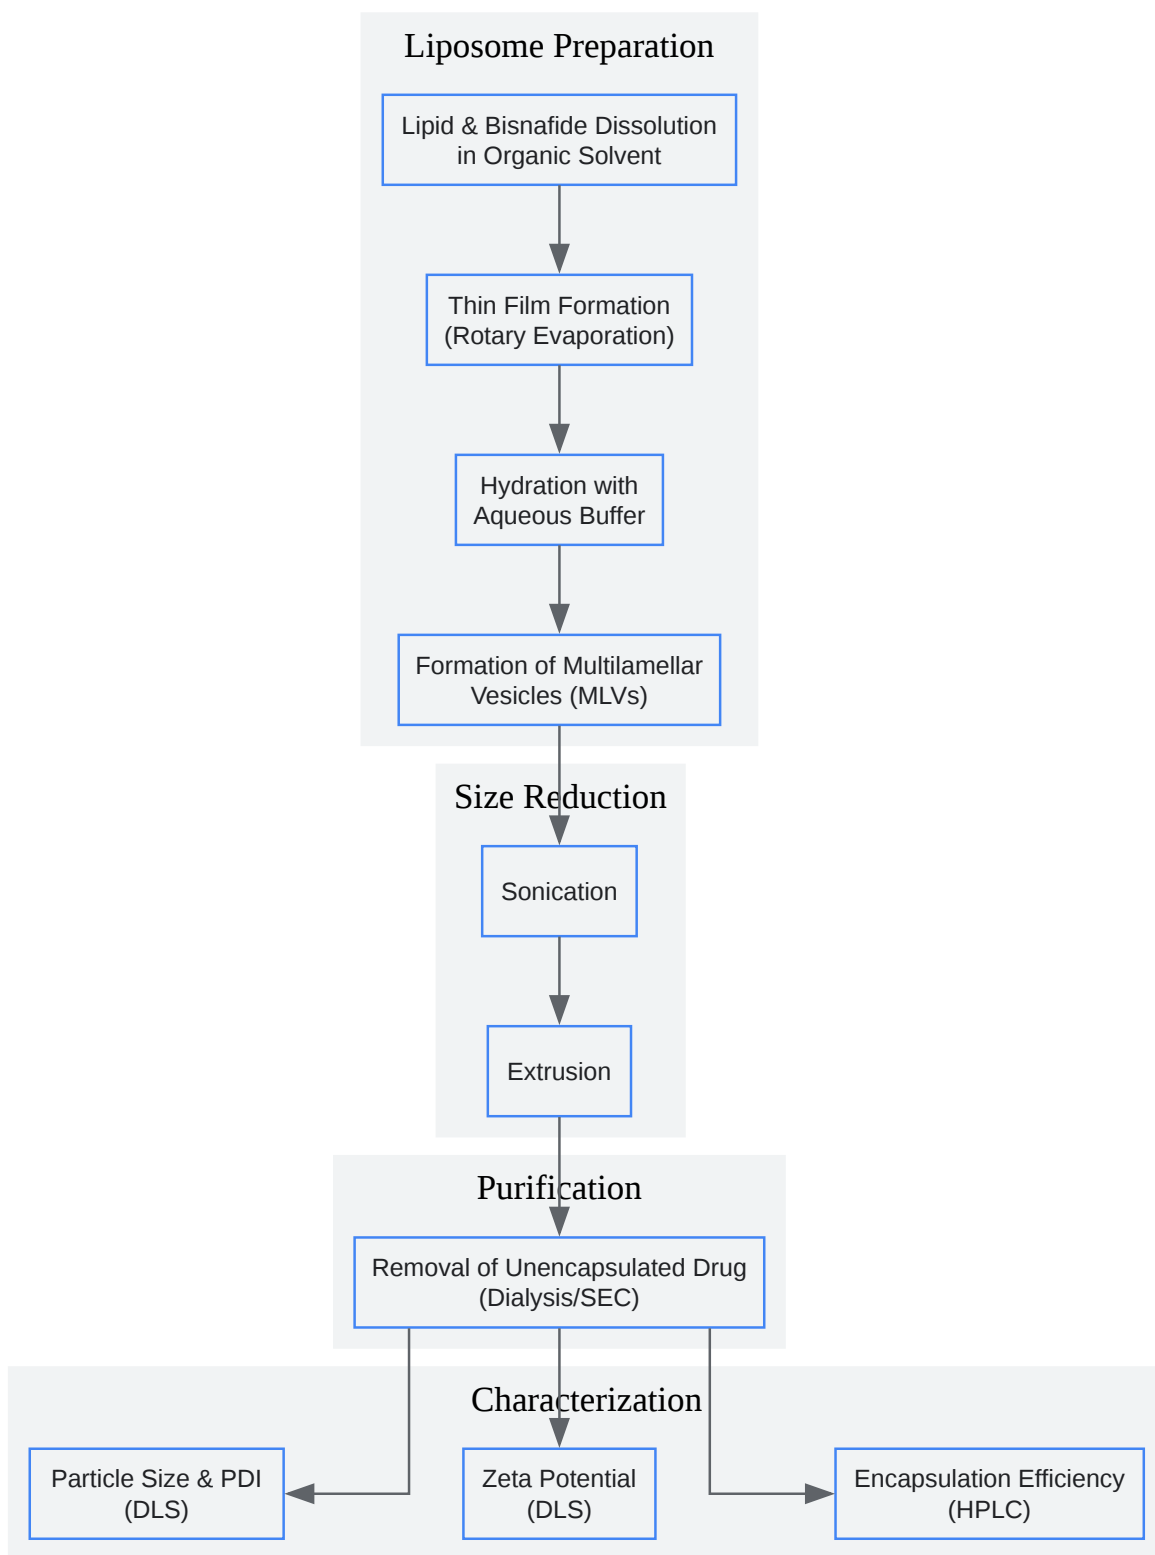 Liposome Preparation
Lipid & Bisnafide Dissolution
in Organic Solvent
Thin Film Formation
(Rotary Evaporation)
Hydration with
Aqueous Buffer
Formation of Multilamellar
Vesicles (MLVs)
Size Reduction
Sonication
Extrusion
Purification
Removal of Unencapsulated Drug
(Dialysis/SEC)
Characterization
Particle Size & PDI
(DLS)
Zeta Potential
(DLS)
Encapsulation Efficiency
(HPLC)